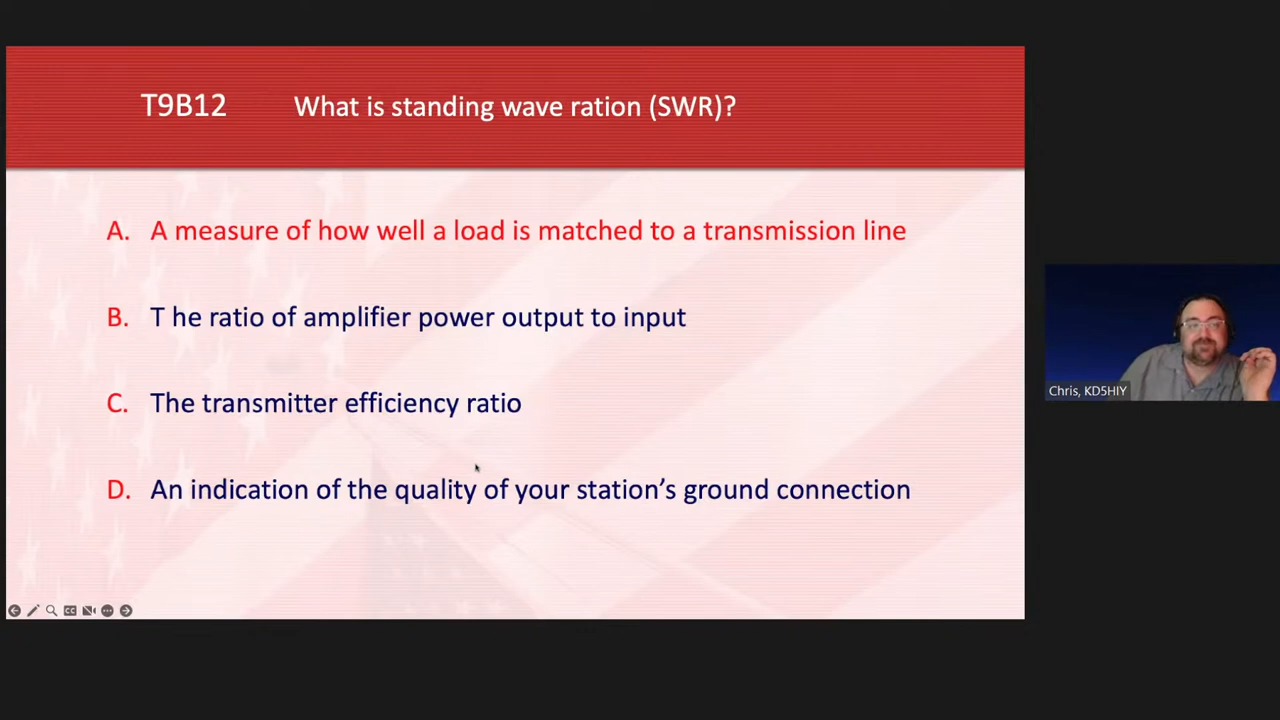 T9B12 What is standing wave ration (SWR)?
A. A measure of how well a load is matched to a transmission line
B. T he ratio of amplifier power output to input
C. The transmitter efficiency ratio
D. An indication of the quality of your station’s ground connection
Chris, KD5HIY
CC